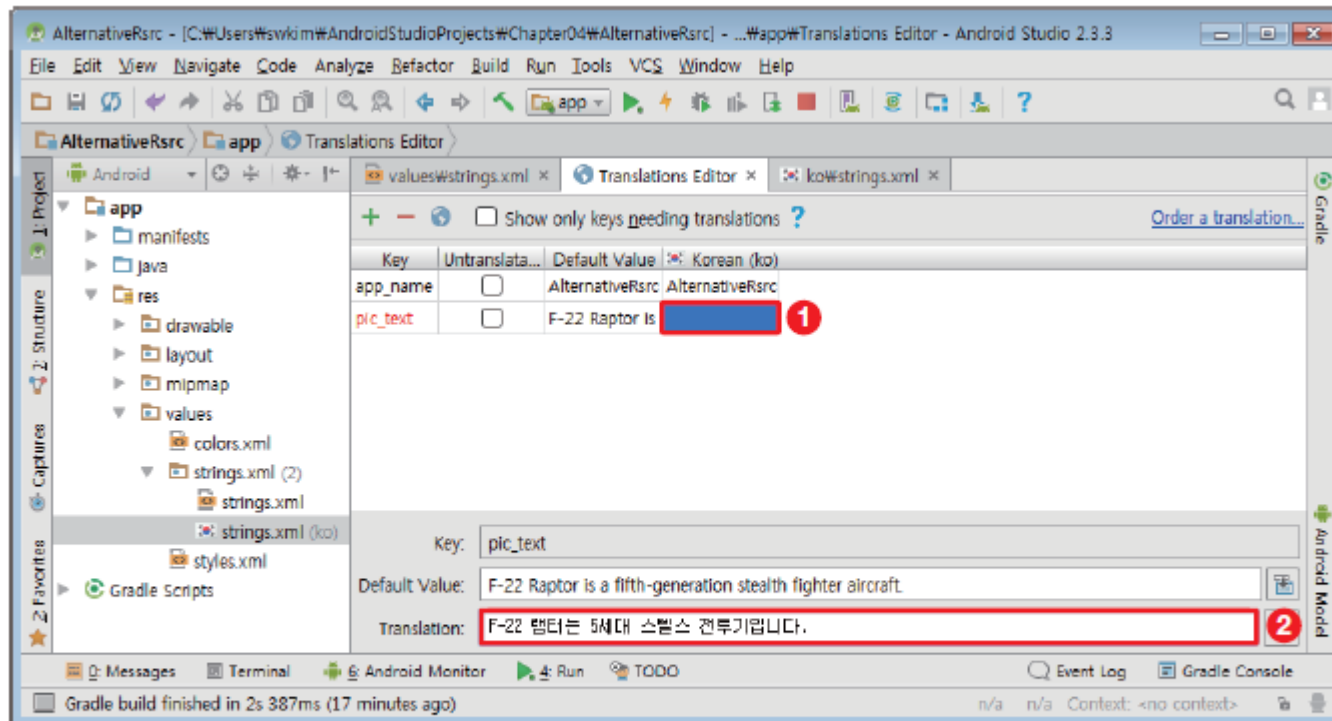 AlternativeRsrc - [C:₩Users₩swkim₩AndroidStudioProjects₩Chapter04₩AlternativeRsrc] - ...₩app₩Translations Editor - Android Studio 2.3.3
File Edit View Navigate Code Analyze Refactor Build Run Tools VCS Window Help
app
AlternativeRsrc app Translations Editor
Android
values₩strings.xml × Translations Editor × ko₩strings.xml ×
1: Project
2: Structure
Captures
2: Favorites
app
manifests
java
res
drawable
layout
mipmap
values
colors.xml
strings.xml (2)
strings.xml
strings.xml (ko)
styles.xml
Gradle Scripts
Show only keys needing translations ? Order a translation...
Key Untranslata... Default Value Korean (ko)
app_name AlternativeRsrc AlternativeRsrc
pic_text F-22 Raptor is 1
Key: pic_text
Default Value: F-22 Raptor is a fifth-generation stealth fighter aircraft.
Translation: F-22 랩터는 5세대 스텔스 전투기입니다. 2
Gradle
Android Model
0: Messages Terminal 6: Android Monitor 4: Run TODO Event Log Gradle Console
Gradle build finished in 2s 387ms (17 minutes ago) n/a n/a Context: <no context>